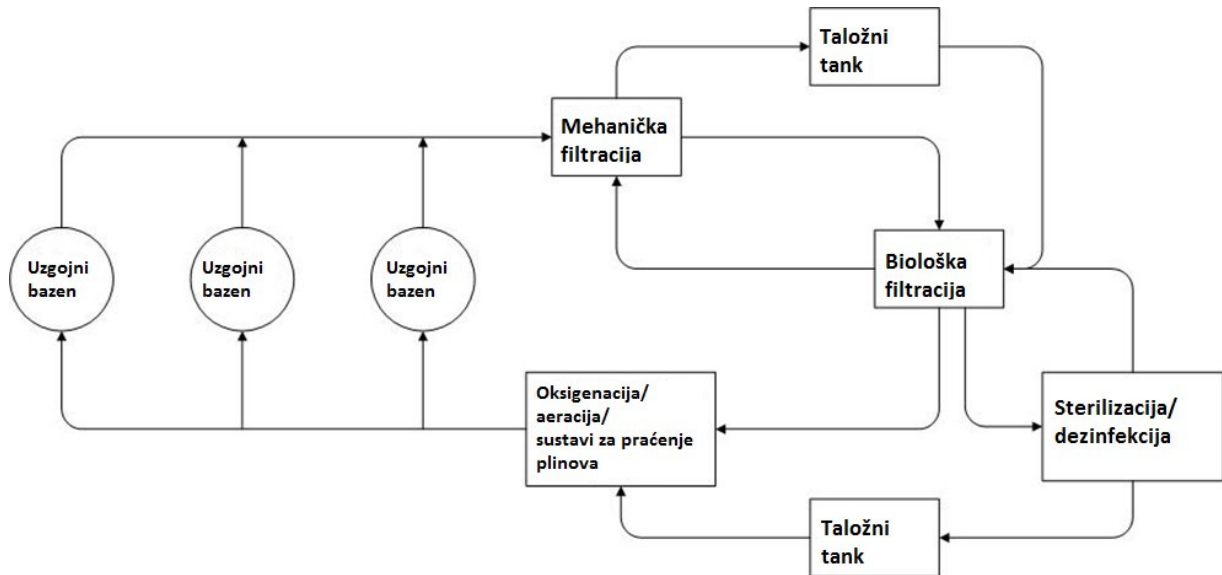 Taložni
tank
Mehanička
filtracija
Uzgojni
bazen
Uzgojni
bazen
Uzgojni
bazen
Biološka
filtracija
Oksigenacija/
aeracija/
sustavi za praćenje
plinova
Sterilizacija/
dezinfekcija
Taložni
tank